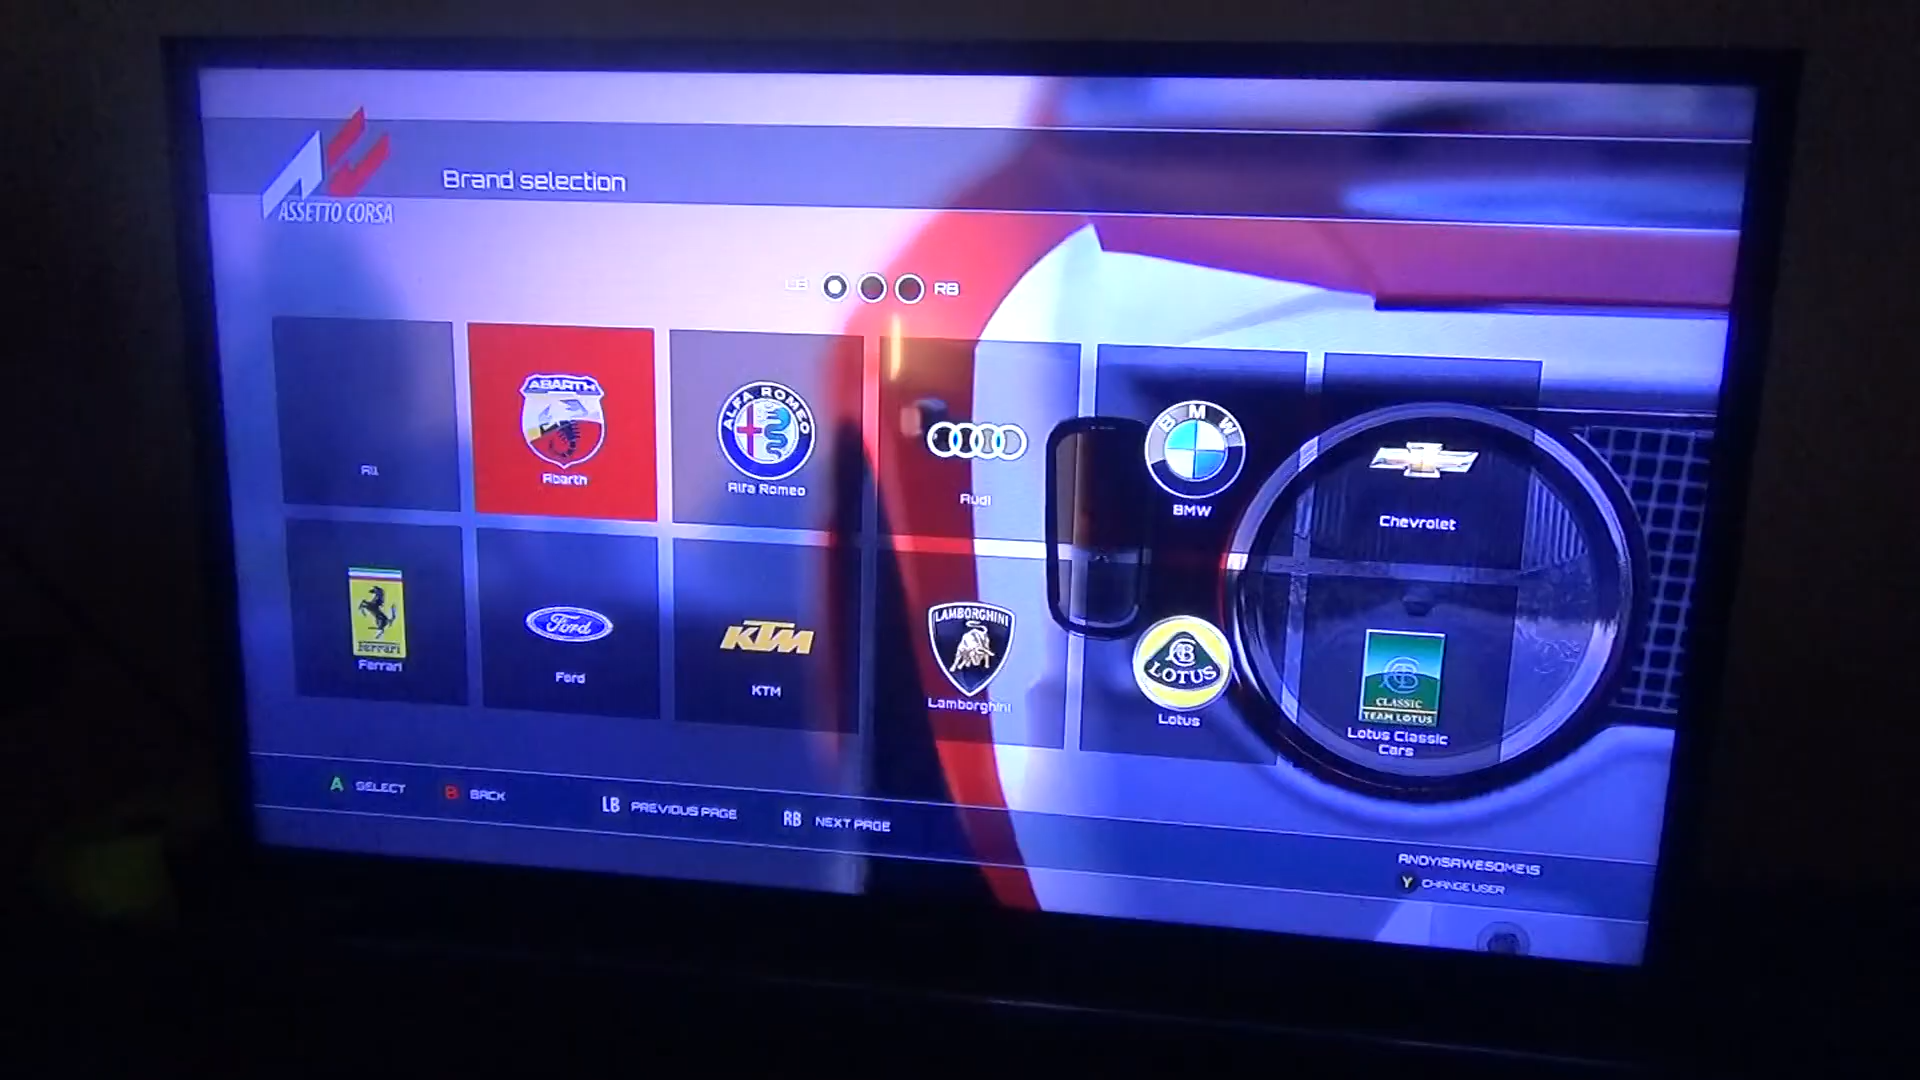 ASSETTO CORSA
Brand selection
LB RB
All
ABARTH
Abarth
ALFA ROMEO
Alfa Romeo
Audi
BMW
BMW
Chevrolet
Ferrari
Ferrari
Ford
Ford
KTM
KTM
LAMBORGHINI
Lamborghini
LOTUS
Lotus
CLASSIC
TEAM LOTUS
Lotus Classic
Cars
A SELECT B BACK LB PREVIOUS PAGE RB NEXT PAGE
ANDYISAWESOME15
Y CHANGE USER